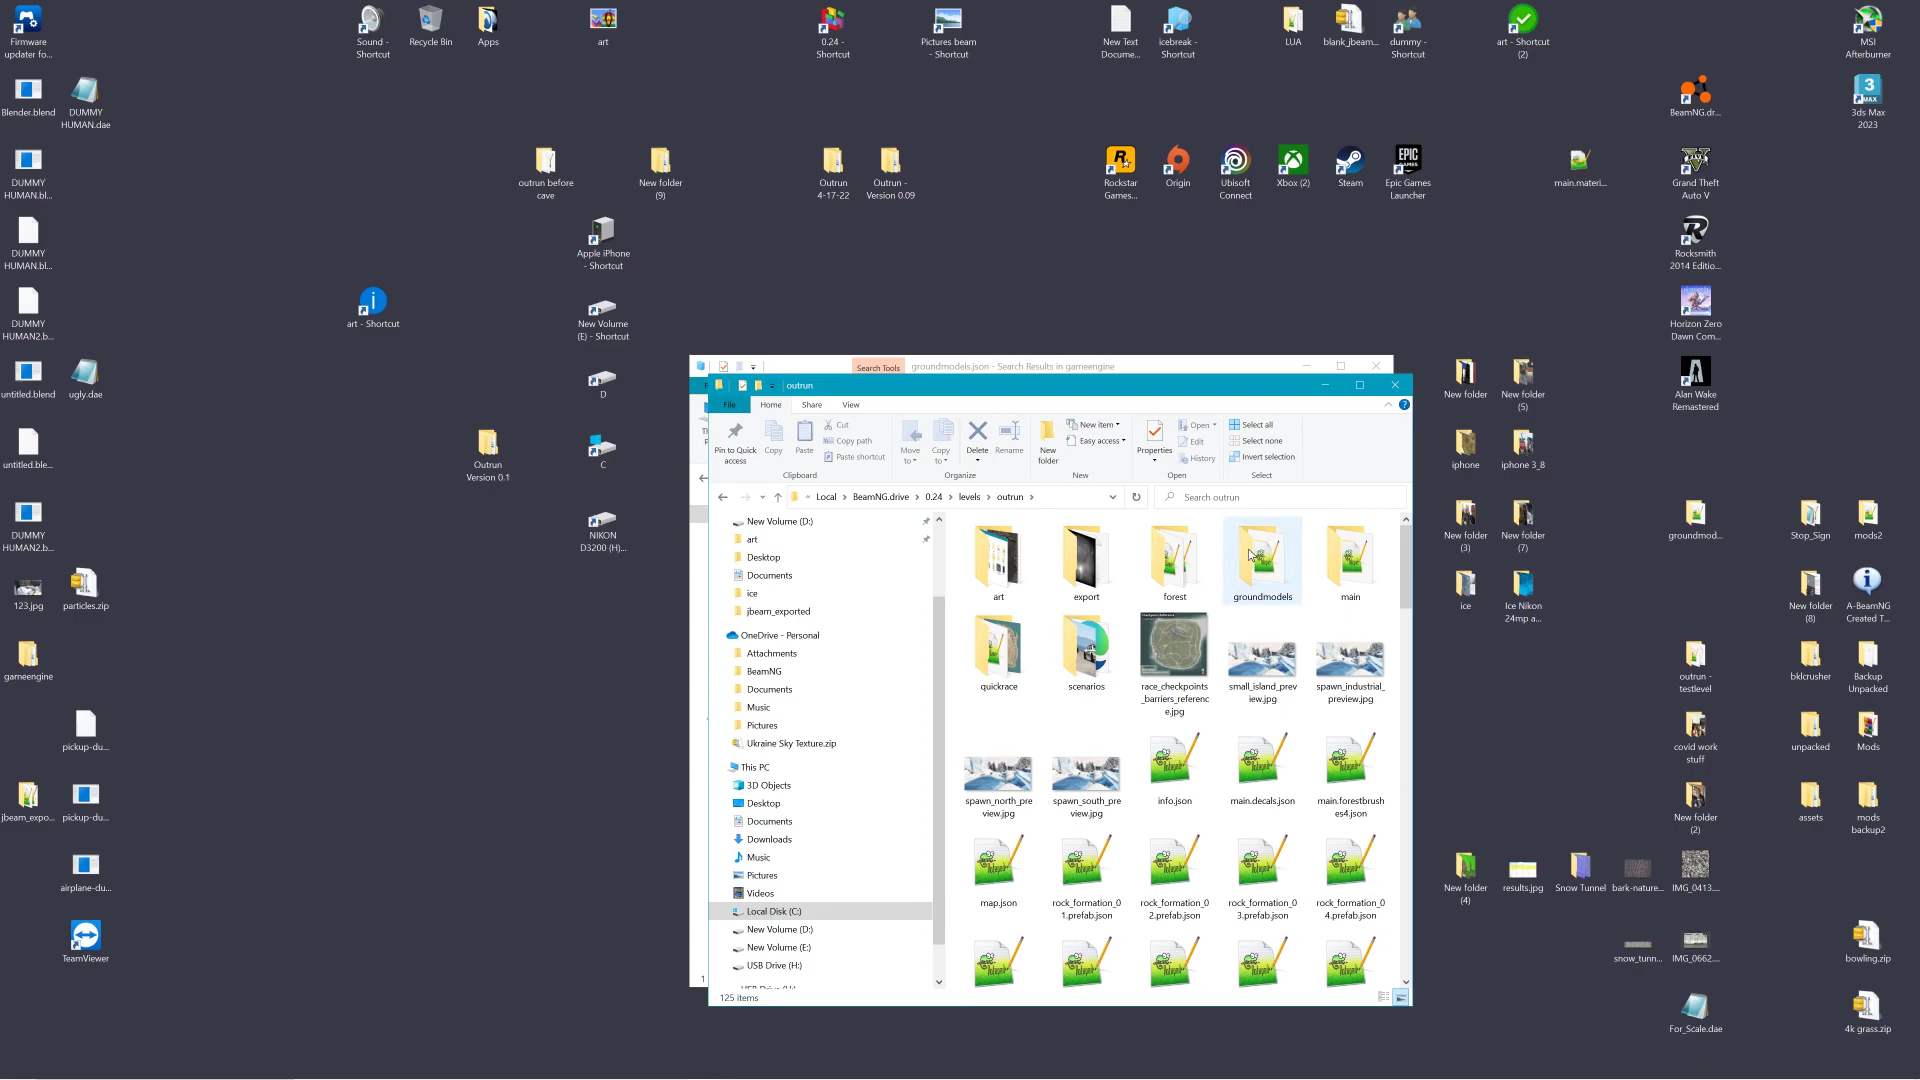 Firmware
updater fo...
Sound -
Shortcut
Recycle Bin
Apps
art
0.24 -
Shortcut
Pictures beam
- Shortcut
New Text
Docume...
icebreak -
Shortcut
LUA
blank_jbeam...
dummy -
Shortcut
art - Shortcut
(2)
MSI
Afterburner
Blender.blend
DUMMY
HUMAN.dae
BeamNG.dr...
3
MAX
3ds Max
2023
DUMMY
HUMAN.bl...
outrun before
cave
New folder
(9)
Outrun
4-17-22
Outrun -
Version 0.09
Rockstar
Games...
Origin
Ubisoft
Connect
Xbox (2)
Steam
EPIC
GAMES
Epic Games
Launcher
main.materi...
Grand Theft
Auto V
DUMMY
HUMAN.bl...
Apple iPhone
- Shortcut
Rocksmith
2014 Editio...
DUMMY
HUMAN2.b...
art - Shortcut
New Volume
(E) - Shortcut
Horizon Zero
Dawn Com...
untitled.blend
ugly.dae
D
New folder
New folder
(5)
Alan Wake
Remastered
untitled.ble...
Outrun
Version 0.1
C
iphone
iphone 3_8
DUMMY
HUMAN2.b...
NIKON
D3200 (H)...
New folder
(3)
New folder
(7)
groundmod...
Stop_Sign
mods2
123.jpg
particles.zip
ice
Ice Nikon
24mp a...
New folder
(8)
A-BeamNG
Created T...
gameengine
outrun -
testlevel
bklcrusher
Backup
Unpacked
pickup-du...
covid work
stuff
unpacked
Mods
jbeam_expo...
pickup-du...
New folder
(2)
assets
mods
backup2
airplane-du...
New folder
(4)
results.jpg
Snow Tunnel
bark-nature...
IMG_0413....
TeamViewer
snow_tunn...
IMG_0662....
bowling.zip
For_Scale.dae
4k grass.zip
Search Tools
groundmodels.json - Search Results in gameengine
outrun
File
Home
Share
View
Pin to Quick
access
Copy
Paste
Cut
Copy path
Paste shortcut
Clipboard
Move
to
Copy
to
Delete
Rename
Organize
New
folder
New item
Easy access
New
Properties
Open
Edit
History
Open
Select all
Select none
Invert selection
Select
« Local > BeamNG.drive > 0.24 > levels > outrun >
Search outrun
New Volume (D:)
art
Desktop
Documents
ice
jbeam_exported
OneDrive - Personal
Attachments
BeamNG
Documents
Music
Pictures
Ukraine Sky Texture.zip
This PC
3D Objects
Desktop
Documents
Downloads
Music
Pictures
Videos
Local Disk (C:)
New Volume (D:)
New Volume (E:)
USB Drive (H:)
art
export
forest
groundmodels
main
quickrace
scenarios
race_checkpoints
_barriers_referenc
e.jpg
small_island_prev
iew.jpg
spawn_industrial_
preview.jpg
spawn_north_pre
view.jpg
spawn_south_pre
view.jpg
info.json
main.decals.json
main.forestbrush
es4.json
map.json
rock_formation_0
1.prefab.json
rock_formation_0
2.prefab.json
rock_formation_0
3.prefab.json
rock_formation_0
4.prefab.json
125 items